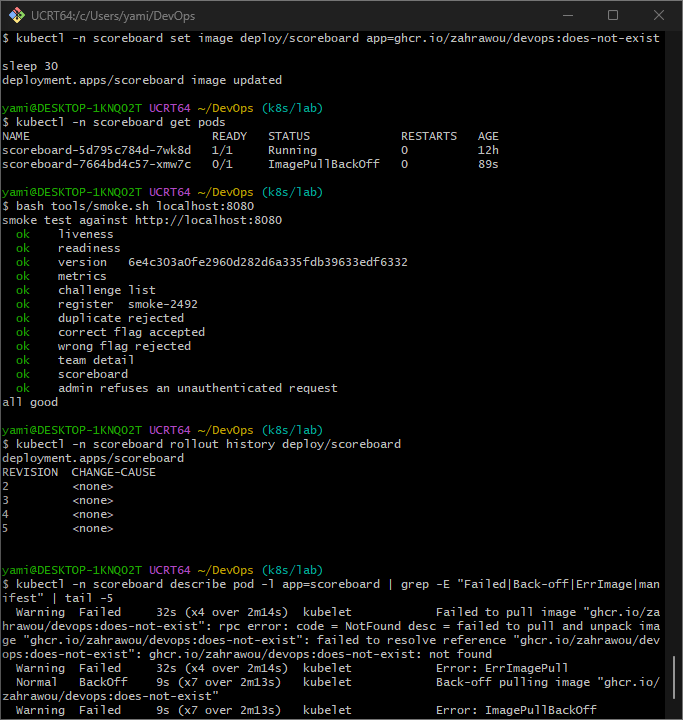 UCRT64:/c/Users/yami/DevOps
$ kubectl -n scoreboard set image deploy/scoreboard app=ghcr.io/zahrawou/devops:does-not-exist
sleep 30
deployment.apps/scoreboard image updated
yami@DESKTOP-1KNQO2T UCRT64 ~/DevOps (k8s/lab)
$ kubectl -n scoreboard get pods
NAME                          READY   STATUS             RESTARTS   AGE
scoreboard-5d795c784d-7wk8d   1/1     Running            0          12h
scoreboard-7664bd4c57-xmw7c   0/1     ImagePullBackOff   0          89s
yami@DESKTOP-1KNQO2T UCRT64 ~/DevOps (k8s/lab)
$ bash tools/smoke.sh localhost:8080
smoke test against http://localhost:8080
  ok    liveness
  ok    readiness
  ok    version   6e4c303a0fe2960d282d6a335fdb39633edf6332
  ok    metrics
  ok    challenge list
  ok    register  smoke-2492
  ok    duplicate rejected
  ok    correct flag accepted
  ok    wrong flag rejected
  ok    team detail
  ok    scoreboard
  ok    admin refuses an unauthenticated request
all good
yami@DESKTOP-1KNQO2T UCRT64 ~/DevOps (k8s/lab)
$ kubectl -n scoreboard rollout history deploy/scoreboard
deployment.apps/scoreboard
REVISION  CHANGE-CAUSE
2         <none>
3         <none>
4         <none>
5         <none>
yami@DESKTOP-1KNQO2T UCRT64 ~/DevOps (k8s/lab)
$ kubectl -n scoreboard describe pod -l app=scoreboard | grep -E "Failed|Back-off|ErrImage|man
ifest" | tail -5
  Warning  Failed     32s (x4 over 2m14s)  kubelet            Failed to pull image "ghcr.io/za
hrawou/devops:does-not-exist": rpc error: code = NotFound desc = failed to pull and unpack ima
ge "ghcr.io/zahrawou/devops:does-not-exist": failed to resolve reference "ghcr.io/zahrawou/dev
ops:does-not-exist": ghcr.io/zahrawou/devops:does-not-exist: not found
  Warning  Failed     32s (x4 over 2m14s)  kubelet            Error: ErrImagePull
  Normal   BackOff    9s (x7 over 2m13s)   kubelet            Back-off pulling image "ghcr.io/
zahrawou/devops:does-not-exist"
  Warning  Failed     9s (x7 over 2m13s)   kubelet            Error: ImagePullBackOff